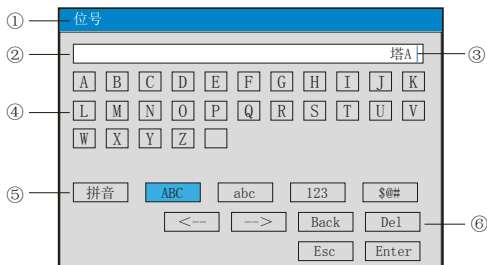 ① 位号
② 塔A ③
A B C D E F G H I J K
④ L M N O P Q R S T U V
W X Y Z
⑤ 拼音 ABC abc 123 $@#
<-- --> Back Del ⑥
Esc Enter